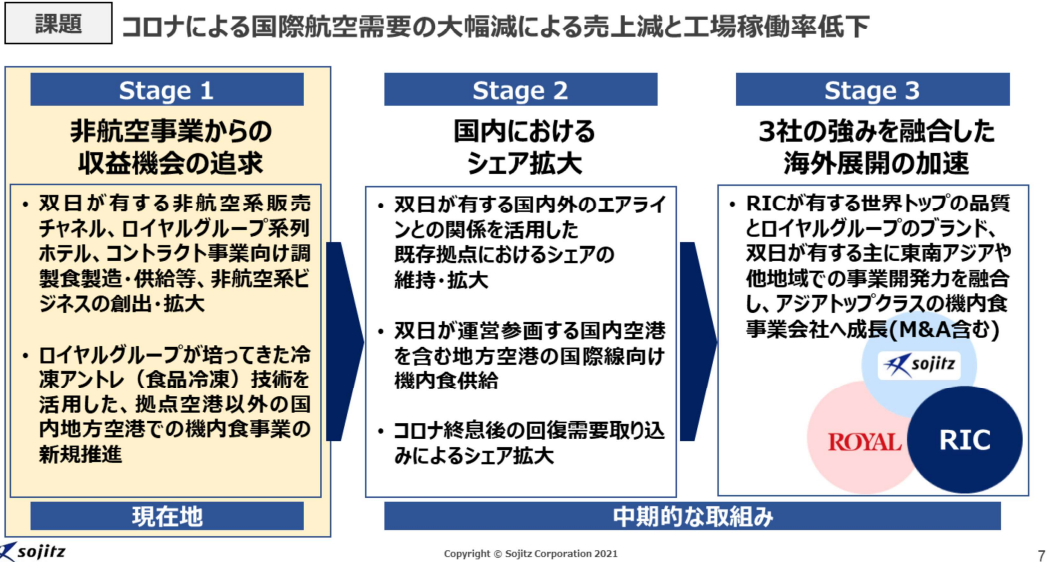 課題
コロナによる国際航空需要の大幅減による売上減と工場稼働率低下
Stage 1
非航空事業からの
収益機会の追求
・双日が有する非航空系販売
チャネル、ロイヤルグループ系列
ホテル、コントラクト事業向け調
製食製造・供給等、非航空系ビ
ジネスの創出・拡大
・ロイヤルグループが培ってきた冷
凍アントレ（食品冷凍）技術を
活用した、拠点空港以外の国
内地方空港での機内食事業の
新規推進
現在地
Stage 2
国内における
シェア拡大
・双日が有する国内外のエアライ
ンとの関係を活用した
既存拠点におけるシェアの
維持・拡大
・双日が運営参画する国内空港
を含む地方空港の国際線向け
機内食供給
・コロナ終息後の回復需要取り込
みによるシェア拡大
Stage 3
3社の強みを融合した
海外展開の加速
・RICが有する世界トップの品質
とロイヤルグループのブランド、
双日が有する主に東南アジアや
他地域での事業開発力を融合
し、アジアトップクラスの機内食
事業会社へ成長(M&A含む)
sojitz
ROYAL
RIC
中期的な取組み
sojitz
Copyright © Sojitz Corporation 2021
7